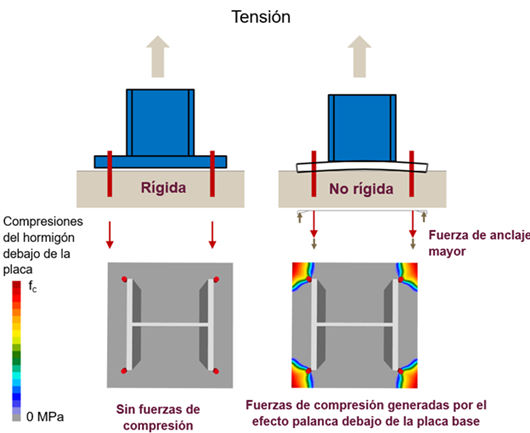 Tensión
Rígida
No rígida
Compresiones
del hormigón
debajo de la
placa
fc
0 MPa
Fuerza de anclaje
mayor
Sin fuerzas de
compresión
Fuerzas de compresión generadas por el
efecto palanca debajo de la placa base